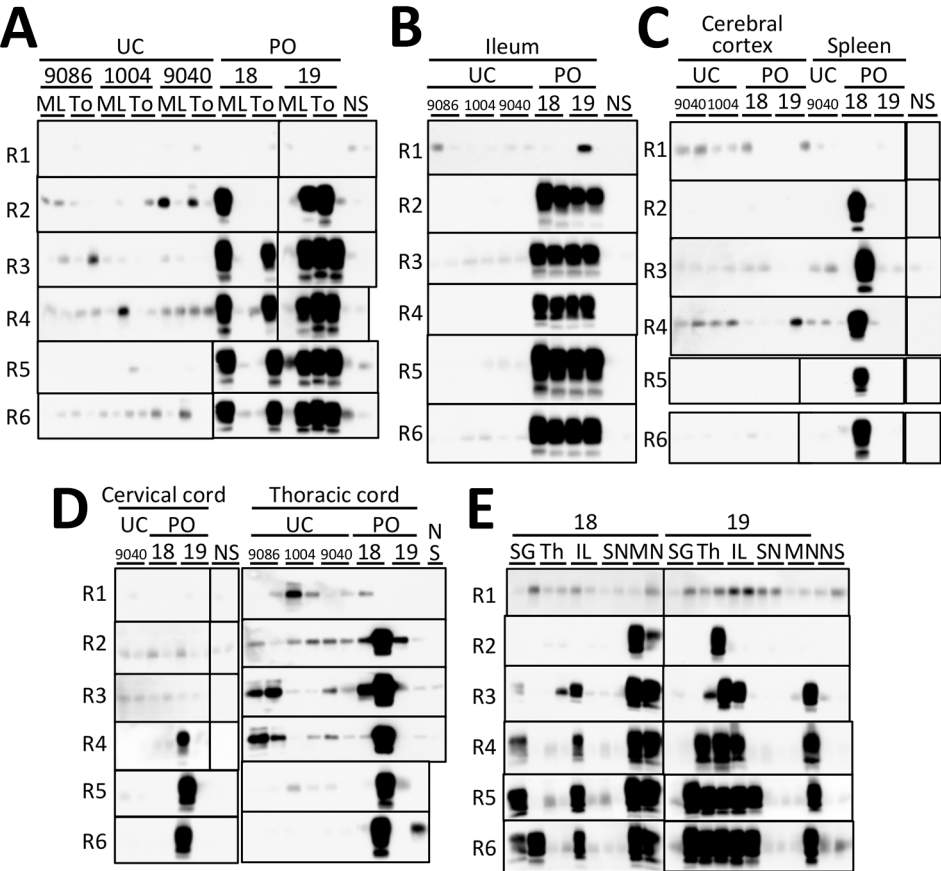 A
UC PO
9086 1004 9040 18 19
ML To ML To ML To ML To ML To NS
R1
R2
R3
R4
R5
R6
B
Ileum
UC PO
9086 1004 9040 18 19 NS
R1
R2
R3
R4
R5
R6
C
Cerebral
cortex Spleen
UC PO UC PO
9040 1004 18 19 9040 18 19 NS
R1
R2
R3
R4
R5
R6
D
Cervical cord Thoracic cord
UC PO UC PO N
9040 18 19 NS 9086 1004 9040 18 19 S
R1
R2
R3
R4
R5
R6
E
18 19
SG Th IL SN MN SG Th IL SN MN NS
R1
R2
R3
R4
R5
R6